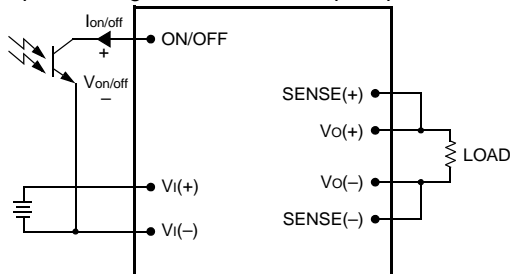 Ion/off
+
ON/OFF
Von/off
–
SENSE(+)
VO(+)
LOAD
VO(–)
SENSE(–)
VI(+)
VI(–)